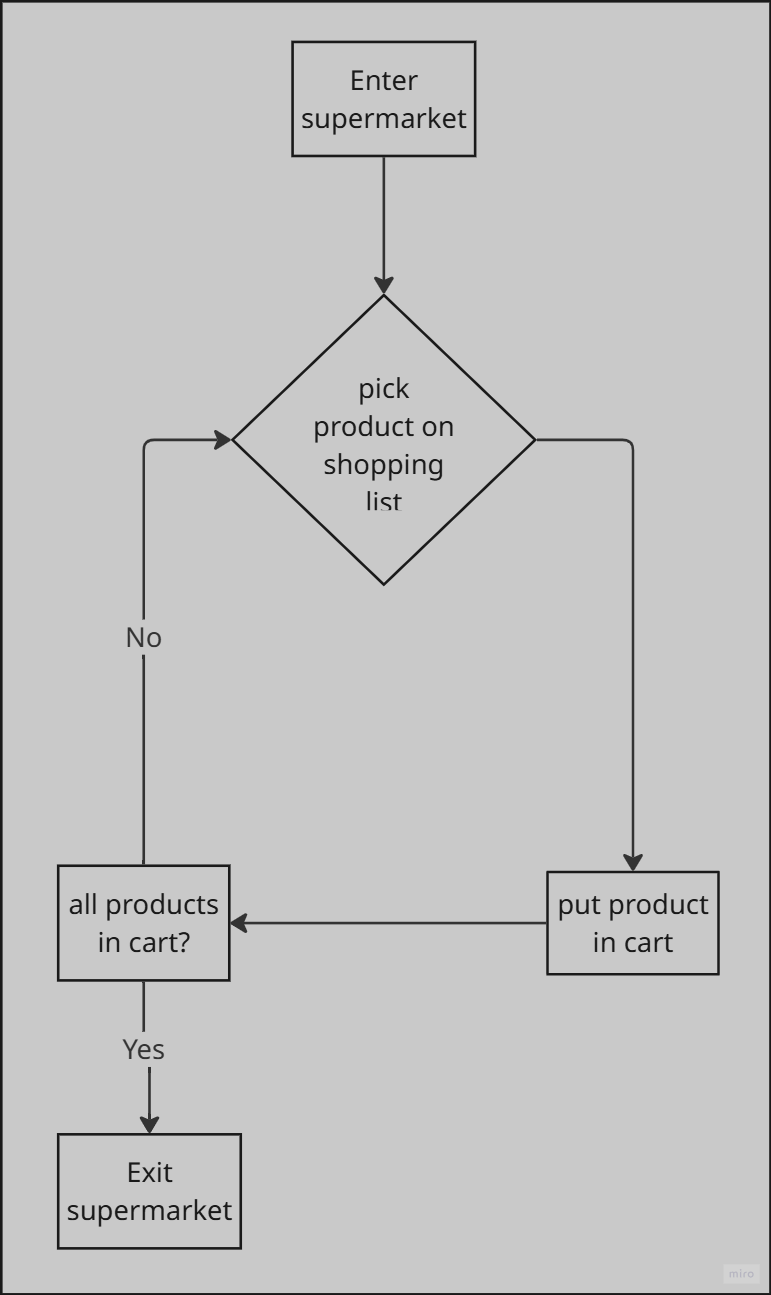 Enter
supermarket
pick
product on
shopping
list
No
all products
in cart?
put product
in cart
Yes
Exit
supermarket
miro